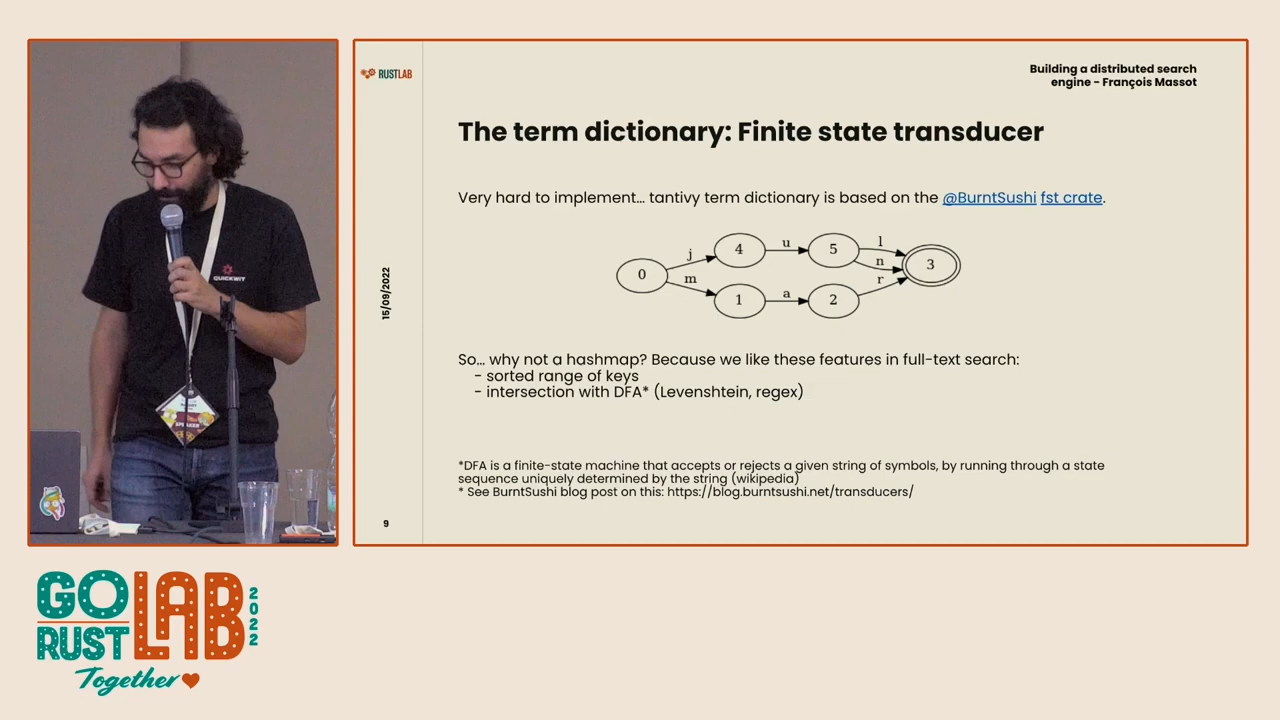 RUSTLAB
Building a distributed search
engine - François Massot
The term dictionary: Finite state transducer
Very hard to implement... tantivy term dictionary is based on the @BurntSushi fst crate.
0
j
m
4
1
u
a
5
2
l
n
r
3
15/09/2022
So... why not a hashmap? Because we like these features in full-text search:
- sorted range of keys
- intersection with DFA* (Levenshtein, regex)
*DFA is a finite-state machine that accepts or rejects a given string of symbols, by running through a state
sequence uniquely determined by the string (wikipedia)
* See BurntSushi blog post on this: https://blog.burntsushi.net/transducers/
9
QUICKWIT
SPEAKER
GO LAB 2022
RUST
Together